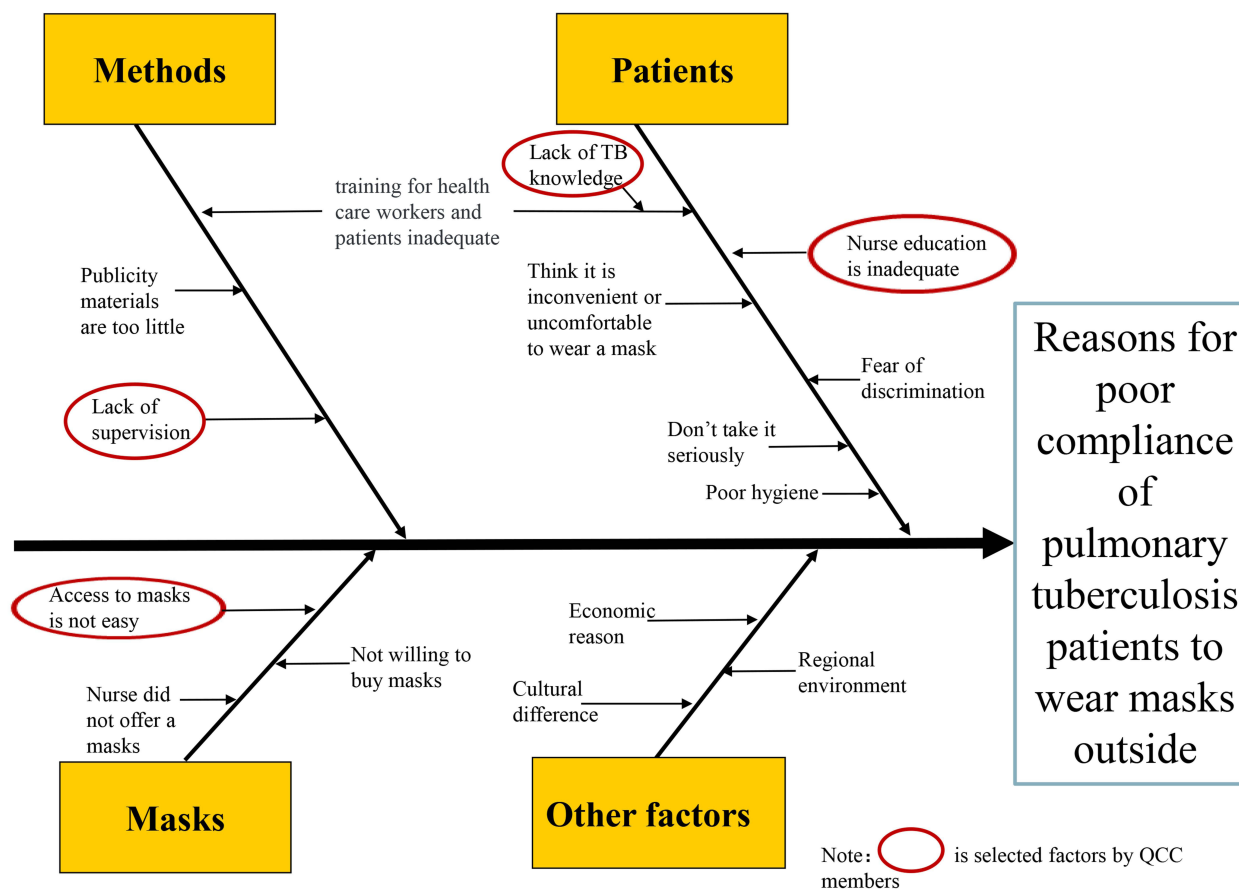 Methods
Patients
Lack of TB
knowledge
training for health
care workers and
patients inadequate
Nurse education
is inadequate
Publicity
materials
are too little
Think it is
inconvenient or
uncomfortable
to wear a mask
Fear of
discrimination
Lack of
supervision
Don’t take it
seriously
Poor hygiene
Reasons for
poor
compliance
of
pulmonary
tuberculosis
patients to
wear masks
outside
Access to masks
is not easy
Not willing to
buy masks
Nurse did
not offer a
masks
Economic
reason
Regional
environment
Cultural
difference
Masks
Other factors
Note： is selected factors by QCC
members